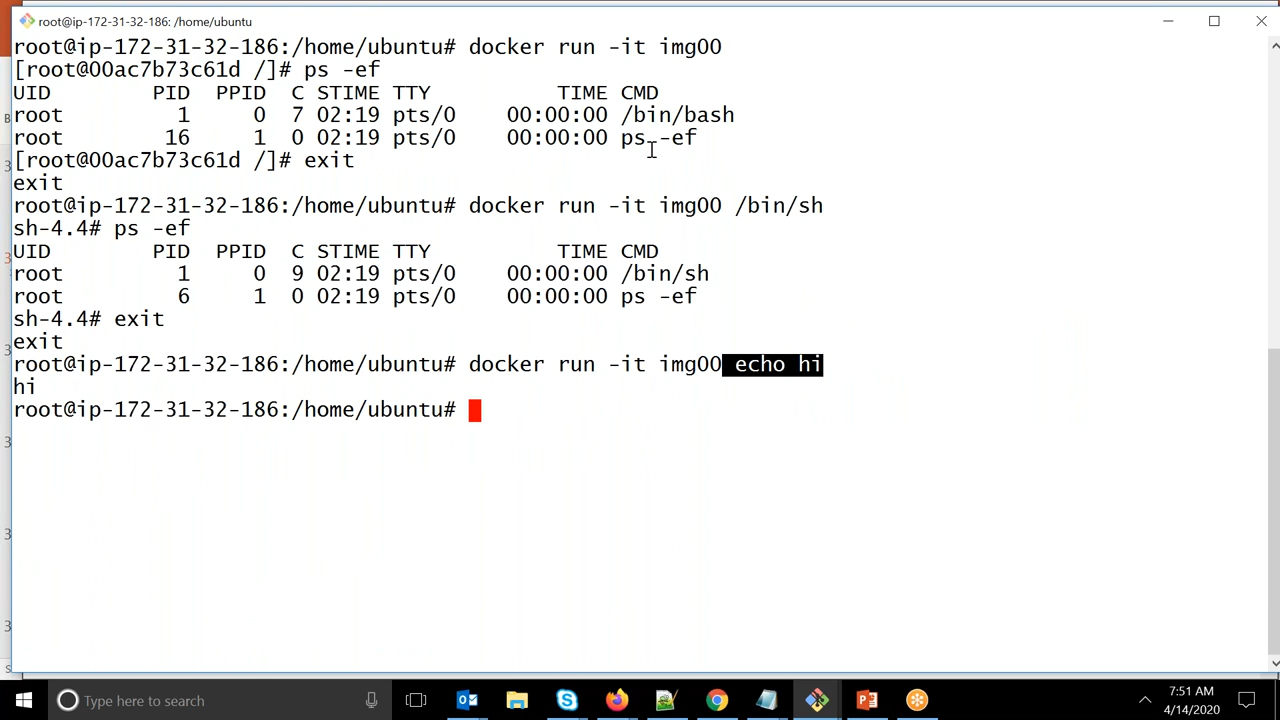 root@ip-172-31-32-186: /home/ubuntu
root@ip-172-31-32-186:/home/ubuntu# docker run -it img00
[root@00ac7b73c61d /]# ps -ef
UID PID PPID C STIME TTY TIME CMD
root 1 0 7 02:19 pts/0 00:00:00 /bin/bash
root 16 1 0 02:19 pts/0 00:00:00 ps -ef
[root@00ac7b73c61d /]# exit
exit
root@ip-172-31-32-186:/home/ubuntu# docker run -it img00 /bin/sh
sh-4.4# ps -ef
UID PID PPID C STIME TTY TIME CMD
root 1 0 9 02:19 pts/0 00:00:00 /bin/sh
root 6 1 0 02:19 pts/0 00:00:00 ps -ef
sh-4.4# exit
exit
root@ip-172-31-32-186:/home/ubuntu# docker run -it img00 echo hi
hi
root@ip-172-31-32-186:/home/ubuntu#
Type here to search
7:51 AM
4/14/2020